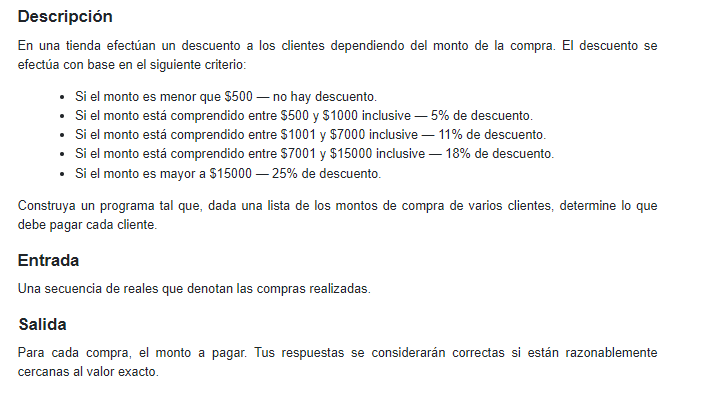 Descripción
En una tienda efectúan un descuento a los clientes dependiendo del monto de la compra. El descuento se
efectúa con base en el siguiente criterio:
• Si el monto es menor que $500 — no hay descuento.
• Si el monto está comprendido entre $500 y $1000 inclusive — 5% de descuento.
• Si el monto está comprendido entre $1001 y $7000 inclusive — 11% de descuento.
• Si el monto está comprendido entre $7001 y $15000 inclusive — 18% de descuento.
• Si el monto es mayor a $15000 — 25% de descuento.
Construya un programa tal que, dada una lista de los montos de compra de varios clientes, determine lo que
debe pagar cada cliente.
Entrada
Una secuencia de reales que denotan las compras realizadas.
Salida
Para cada compra, el monto a pagar. Tus respuestas se considerarán correctas si están razonablemente
cercanas al valor exacto.